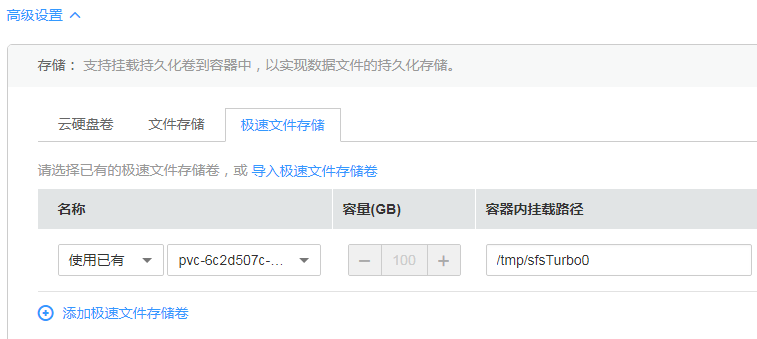 高级设置
存储： 支持挂载持久化卷到容器中，以实现数据文件的持久化存储。
云硬盘卷 文件存储 极速文件存储
请选择已有的极速文件存储卷，或 导入极速文件存储卷
名称 容量(GB) 容器内挂载路径
使用已有 pvc-6c2d507c-... − 100 + /tmp/sfsTurbo0
添加极速文件存储卷